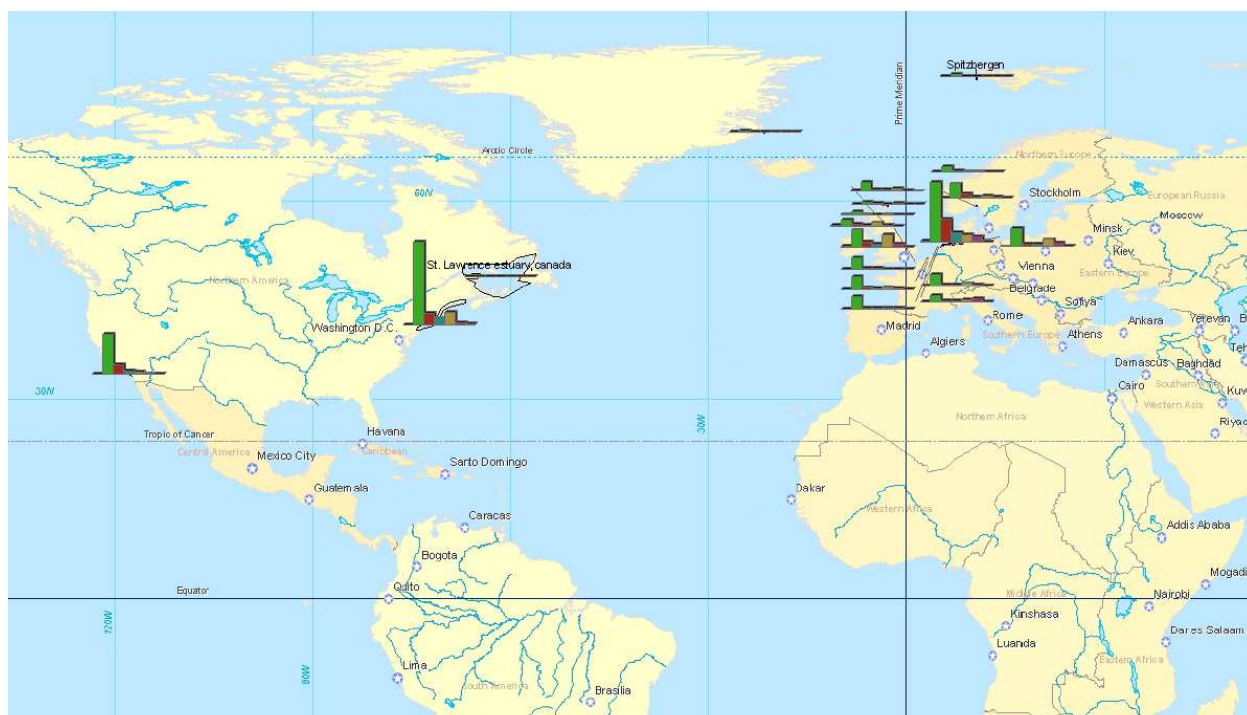 Spitzbergen
Prime Meridian
Arctic Circle
Northern Europe
60N
Stockholm
European Russia
Moscow
Minsk
Kiev
St. Lawrence estuary, canada
Northern America
Vienna
Eastern Europe
Belgrade
Sofiya
Washington D.C.
Madrid
Rome
Southern Europe
Athens
Ankara
Yerevan
Algiers
Teh
Damascus
Baghdad
30N
Cairo
Western Asia
Kuw
Northern Africa
30W
Riyad
Tropic of Cancer
Havana
Central America
Caribbean
Mexico City
Santo Domingo
Guatemala
Dakar
Western Africa
Caracas
Addis Ababa
Bogota
Mogadi
Equator
Quito
Middle Africa
Nairobi
120W
Kinshasa
Dar es Salaam
Luanda
90W
Lima
South America
Eastern Africa
Brasilia